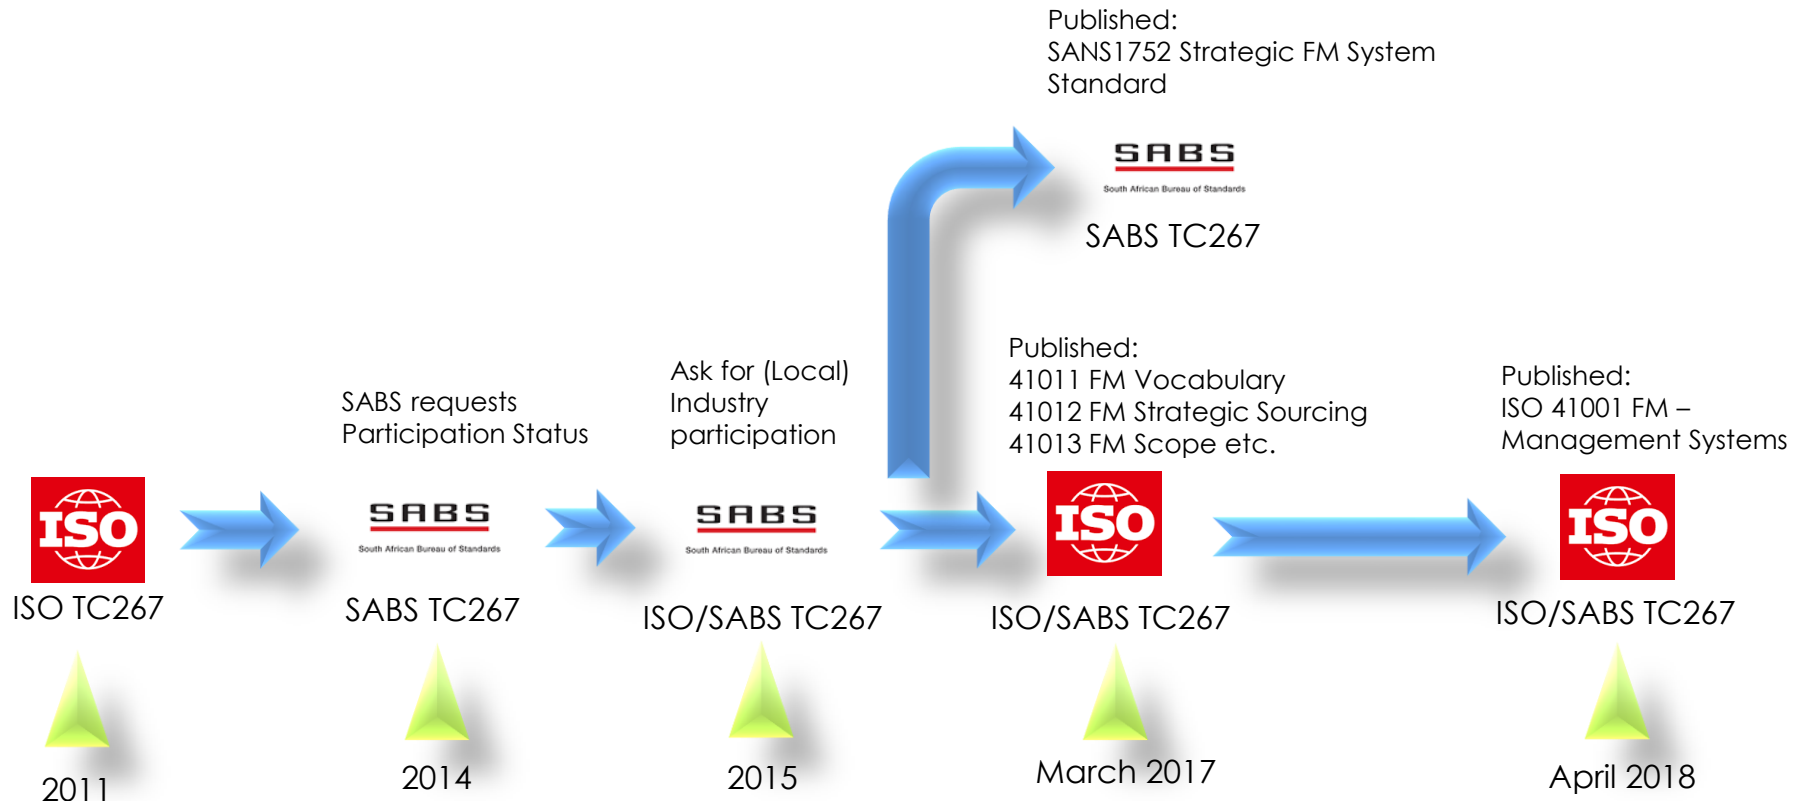 Published:
SANS1752 Strategic FM System
Standard
SABS
South African Bureau of Standards
SABS TC267
SABS requests
Participation Status
Ask for (Local)
Industry
participation
Published:
41011 FM Vocabulary
41012 FM Strategic Sourcing
41013 FM Scope etc.
Published:
ISO 41001 FM –
Management Systems
ISO
SABS
South African Bureau of Standards
SABS
South African Bureau of Standards
ISO
ISO
ISO TC267
SABS TC267
ISO/SABS TC267
ISO/SABS TC267
ISO/SABS TC267
2011
2014
2015
March 2017
April 2018